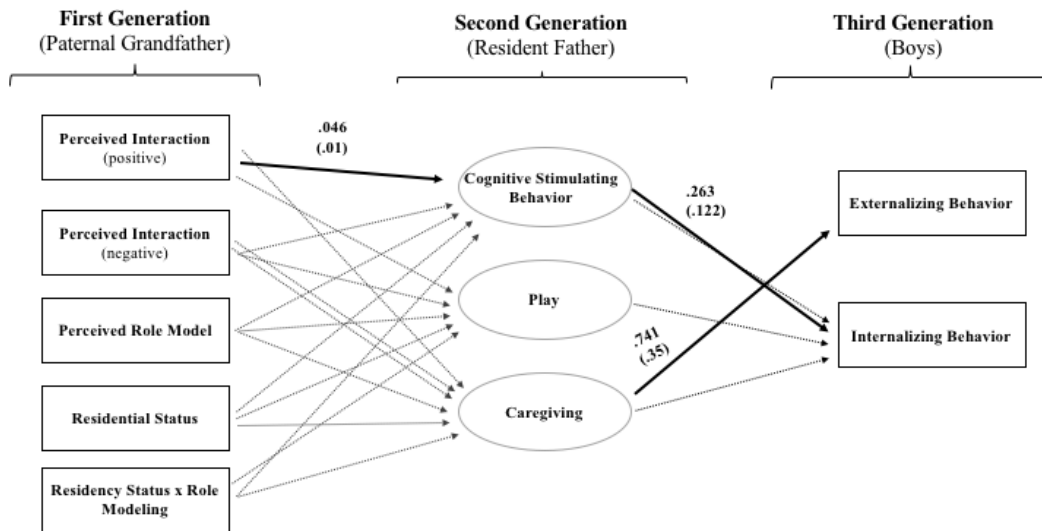 First Generation
(Paternal Grandfather)
Second Generation
(Resident Father)
Third Generation
(Boys)
Perceived Interaction
(positive)
Perceived Interaction
(negative)
Perceived Role Model
Residential Status
Residency Status x Role
Modeling
.046
(.01)
Cognitive Stimulating
Behavior
Play
Caregiving
.263
(.122)
.741
(.35)
Externalizing Behavior
Internalizing Behavior